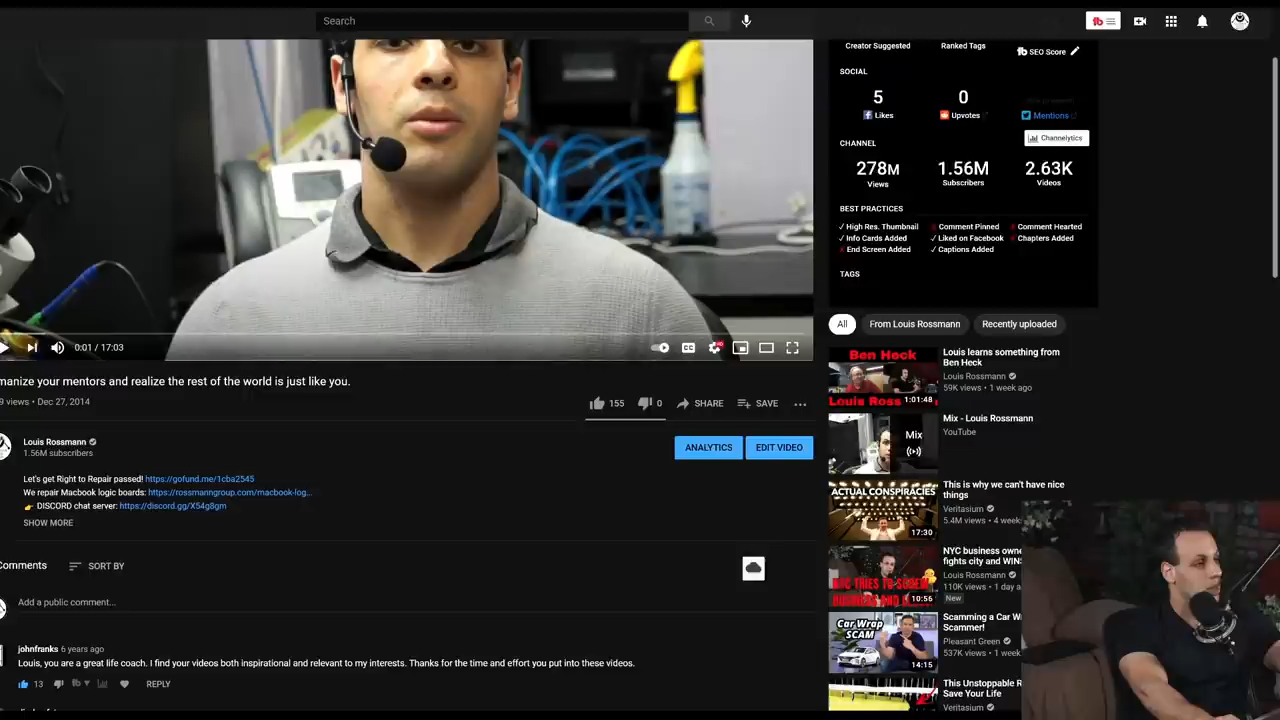 Search
Creator Suggested
Ranked Tags
SEO Score
SOCIAL
5
0
Likes
Upvotes
Mentions
Channelytics
CHANNEL
278M
1.56M
2.63K
Views
Subscribers
Videos
BEST PRACTICES
✓ High Res. Thumbnail
Comment Pinned
Comment Hearted
✓ Info Cards Added
✓ Liked on Facebook
Chapters Added
End Screen Added
✓ Captions Added
TAGS
All
From Louis Rossmann
Recently uploaded
0:01 / 17:03
manize your mentors and realize the rest of the world is just like you.
9 views • Dec 27, 2014
155
0
SHARE
SAVE
Louis Rossmann
1.56M subscribers
ANALYTICS
EDIT VIDEO
Let's get Right to Repair passed! https://gofund.me/1cba2545
We repair Macbook logic boards: https://rossmanngroup.com/macbook-log...
👉 DISCORD chat server: https://discord.gg/X54g8gm
SHOW MORE
Comments
SORT BY
Add a public comment...
johnfranks 6 years ago
Louis, you are a great life coach. I find your videos both inspirational and relevant to my interests. Thanks for the time and effort you put into these videos.
13
REPLY
Ben Heck
Louis Ross
1:01:48
Louis learns something from
Ben Heck
Louis Rossmann
59K views • 1 week ago
Mix
Mix - Louis Rossmann
YouTube
ACTUAL CONSPIRACIES
17:30
This is why we can't have nice
things
Veritasium
5.4M views • 4 week
NYC TRIES TO SCREW
BUSINESS AND
10:56
NYC business owne
fights city and WIN
Louis Rossmann
110K views • 1 day a
New
Car Wrap
SCAM
14:15
Scamming a Car W
Scammer!
Pleasant Green
537K views • 1 week
This Unstoppable R
Save Your Life
Veritasium